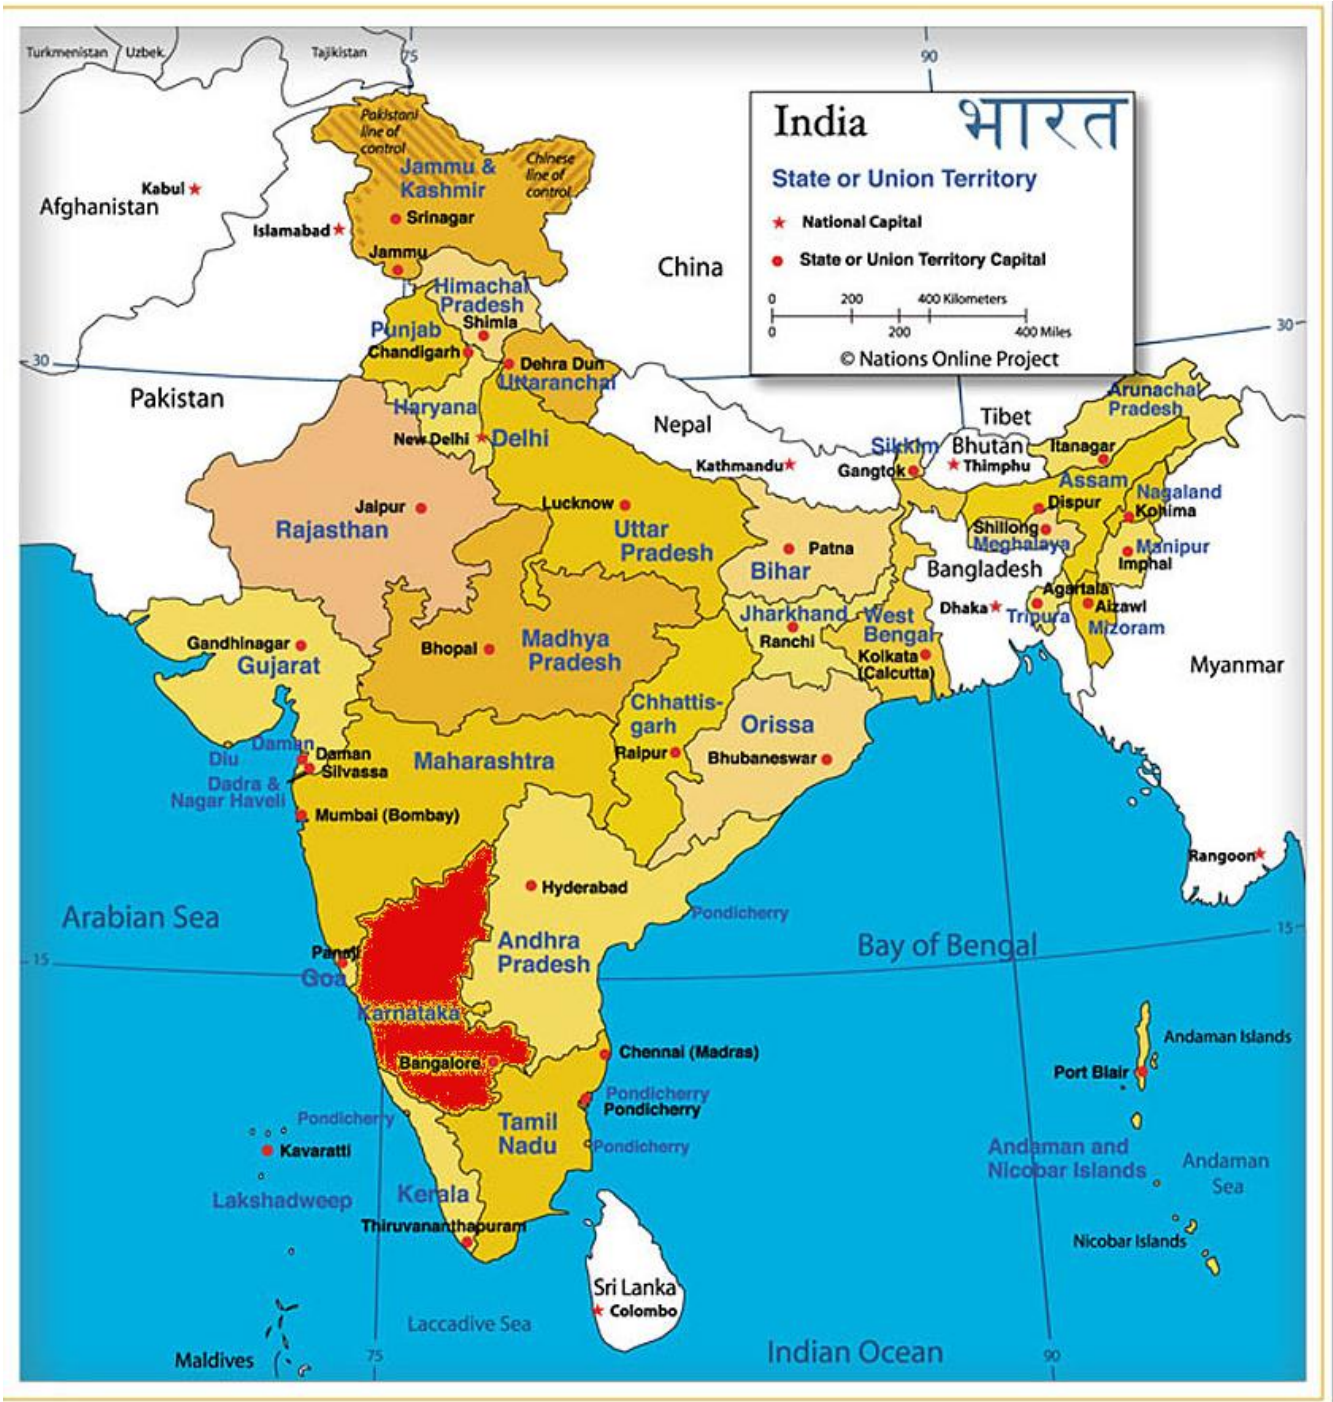 Turkmenistan
Uzbek.
Tajikistan
75
90
Pakistani
line of
control
Chinese
line of
control
Jammu &
Kashmir
Srinagar
Jammu
Kabul
Afghanistan
Islamabad
China
India
भारत
State or Union Territory
National Capital
State or Union Territory Capital
0 200 400 Kilometers
0 200 400 Miles
© Nations Online Project
Himachal
Pradesh
Shimla
Punjab
Chandigarh
Dehra Dun
Uttaranchal
30
30
Pakistan
Haryana
New Delhi
Delhi
Nepal
Kathmandu
Tibet
Sikkim
Gangtok
Bhutan
Thimphu
Arunachal
Pradesh
Itanagar
Assam
Dispur
Nagaland
Kohima
Shillong
Meghalaya
Manipur
Imphal
Jaipur
Rajasthan
Lucknow
Uttar
Pradesh
Patna
Bihar
Bangladesh
Dhaka
Agartala
Tripura
Aizawl
Mizoram
Myanmar
Gandhinagar
Gujarat
Bhopal
Madhya
Pradesh
Jharkhand
Ranchi
West
Bengal
Kolkata
(Calcutta)
Chhattis-
garh
Raipur
Orissa
Bhubaneswar
Daman
Diu
Daman
Silvassa
Dadra &
Nagar Haveli
Maharashtra
Mumbai (Bombay)
Rangoon
Hyderabad
Andhra
Pradesh
Pondicherry
Arabian Sea
Bay of Bengal
15
15
Panaji
Goa
Karnataka
Bangalore
Chennai (Madras)
Pondicherry
Pondicherry
Pondicherry
Pondicherry
Tamil
Nadu
Kavaratti
Lakshadweep
Kerala
Thiruvananthapuram
Andaman Islands
Port Blair
Andaman and
Nicobar Islands
Andaman
Sea
Nicobar Islands
Sri Lanka
Colombo
Laccadive Sea
Indian Ocean
Maldives
75
90